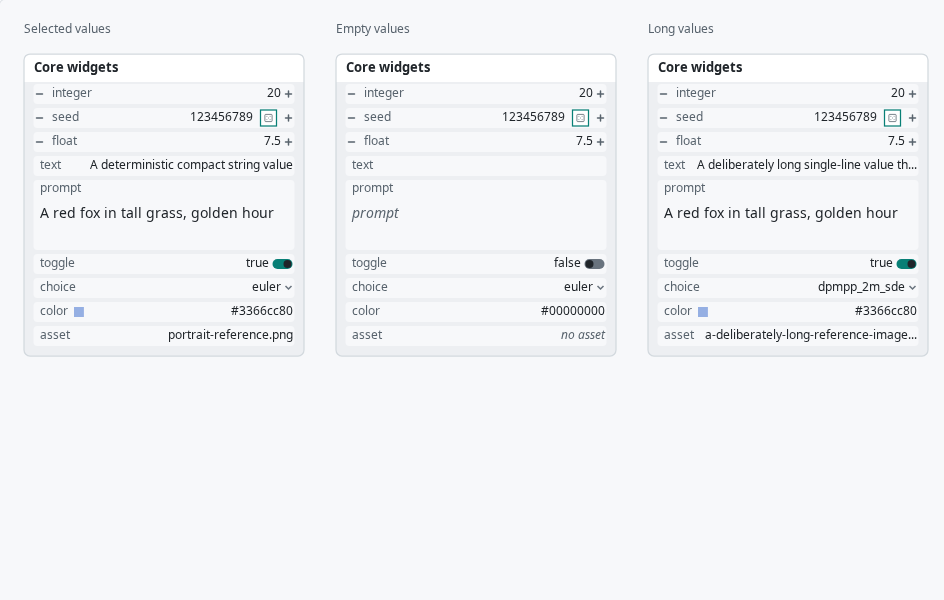 Selected values
Core widgets
− integer 20 +
− seed 123456789 +
− float 7.5 +
text A deterministic compact string value
prompt
A red fox in tall grass, golden hour
toggle true
choice euler
color #3366cc80
asset portrait-reference.png
Empty values
Core widgets
− integer 20 +
− seed 123456789 +
− float 7.5 +
text
prompt
prompt
toggle false
choice euler
color #00000000
asset no asset
Long values
Core widgets
− integer 20 +
− seed 123456789 +
− float 7.5 +
text A deliberately long single-line value th...
prompt
A red fox in tall grass, golden hour
toggle true
choice dpmpp_2m_sde
color #3366cc80
asset a-deliberately-long-reference-image...